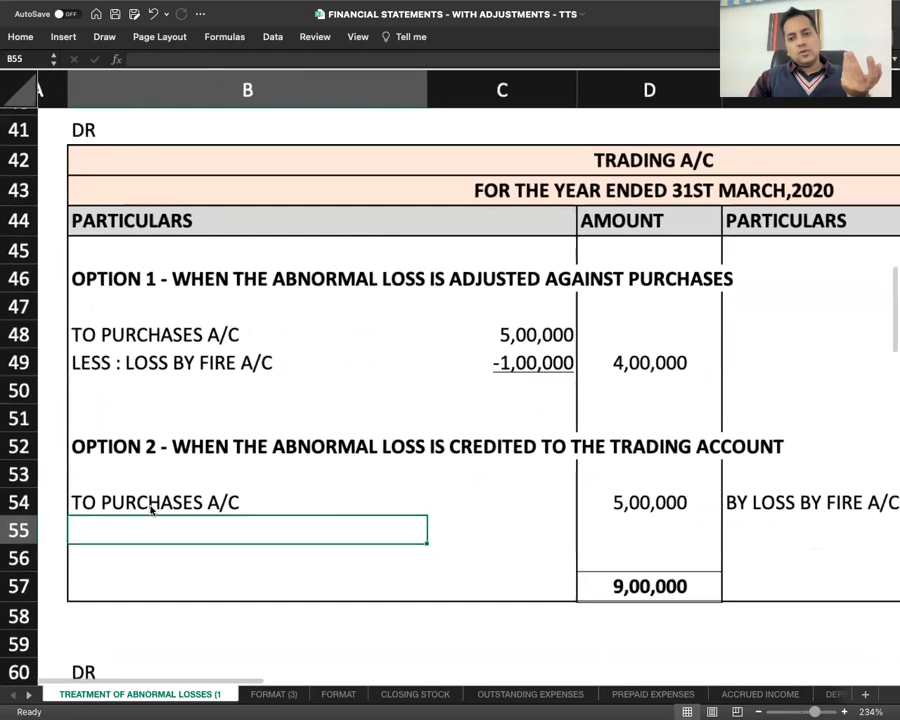 AutoSave OFF FINANCIAL STATEMENTS - WITH ADJUSTMENTS - TTS
Home Insert Draw Page Layout Formulas Data Review View Tell me
B55 fx
A B C D
41 DR
42 TRADING A/C
43 FOR THE YEAR ENDED 31ST MARCH,2020
44 PARTICULARS AMOUNT PARTICULARS
45
46 OPTION 1 - WHEN THE ABNORMAL LOSS IS ADJUSTED AGAINST PURCHASES
47
48 TO PURCHASES A/C 5,00,000
49 LESS : LOSS BY FIRE A/C -1,00,000 4,00,000
50
51
52 OPTION 2 - WHEN THE ABNORMAL LOSS IS CREDITED TO THE TRADING ACCOUNT
53
54 TO PURCHASES A/C 5,00,000 BY LOSS BY FIRE A/C
55
56
57 9,00,000
58
59
60 DR
TREATMENT OF ABNORMAL LOSSES (1 FORMAT (3) FORMAT CLOSING STOCK OUTSTANDING EXPENSES PREPAID EXPENSES ACCRUED INCOME
Ready 234%